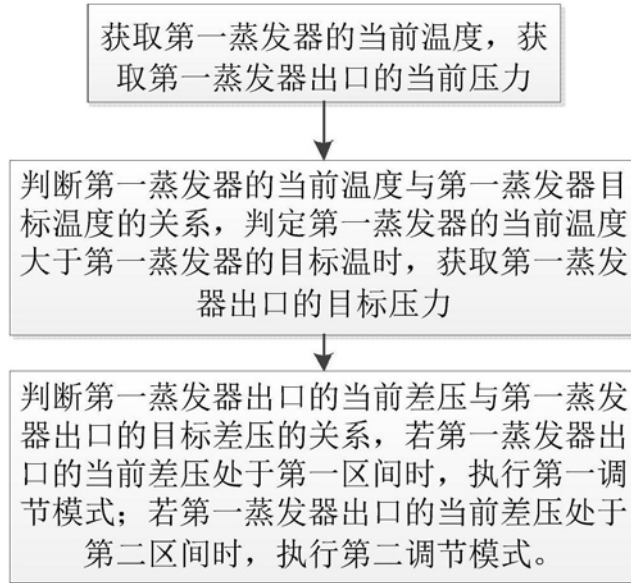 获取第一蒸发器的当前温度，获
取第一蒸发器出口的当前压力
判断第一蒸发器的当前温度与第一蒸发器目
标温度的关系，判定第一蒸发器的当前温度
大于第一蒸发器的目标温时，获取第一蒸发
器出口的目标压力
判断第一蒸发器出口的当前差压与第一蒸发
器出口的目标差压的关系，若第一蒸发器出
口的当前差压处于第一区间时，执行第一调
节模式；若第一蒸发器出口的当前差压处于
第二区间时，执行第二调节模式。